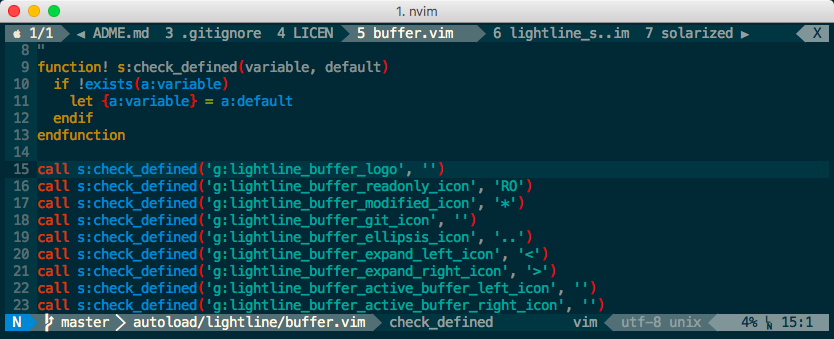 1. nvim
1/1 ◀ ADME.md 3 .gitignore 4 LICEN 5 buffer.vim 6 lightline_s..im 7 solarized ▶ X
8 "
9 function! s:check_defined(variable, default)
10   if !exists(a:variable)
11     let {a:variable} = a:default
12   endif
13 endfunction
14
15 call s:check_defined('g:lightline_buffer_logo', '')
16 call s:check_defined('g:lightline_buffer_readonly_icon', 'RO')
17 call s:check_defined('g:lightline_buffer_modified_icon', '*')
18 call s:check_defined('g:lightline_buffer_git_icon', '')
19 call s:check_defined('g:lightline_buffer_ellipsis_icon', '..')
20 call s:check_defined('g:lightline_buffer_expand_left_icon', '<')
21 call s:check_defined('g:lightline_buffer_expand_right_icon', '>')
22 call s:check_defined('g:lightline_buffer_active_buffer_left_icon', '')
23 call s:check_defined('g:lightline_buffer_active_buffer_right_icon', '')
N master autoload/lightline/buffer.vim check_defined vim utf-8 unix 4% LN 15:1